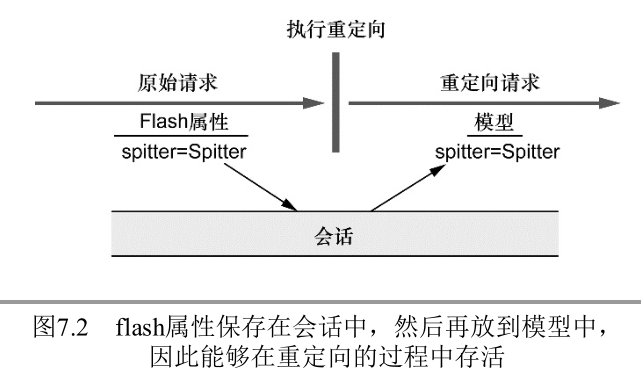 执行重定向
原始请求
重定向请求
Flash属性
模型
spitter=Spitter
spitter=Spitter
会话
图7.2 flash属性保存在会话中，然后再放到模型中，
因此能够在重定向的过程中存活